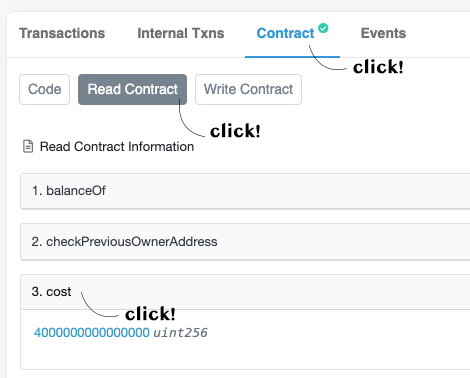 Transactions Internal Txns Contract Events
click!
Code Read Contract Write Contract
click!
Read Contract Information
1. balanceOf
2. checkPreviousOwnerAddress
3. cost
click!
4000000000000000 uint256